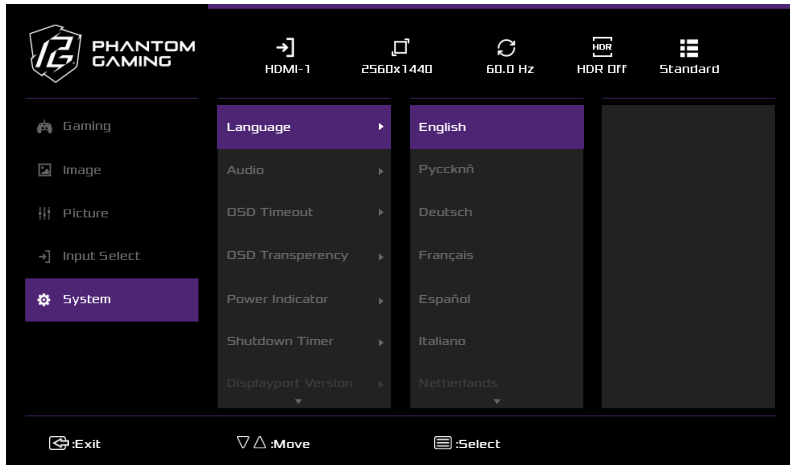 PHANTOM
GAMING
HDMI-1
2560x1440
60.0 Hz
HDR
HDR OFF
Standard
Gaming
Image
Picture
Input Select
System
Language
Audio
OSD Timeout
OSD Transperency
Power Indicator
Shutdown Timer
Displayport Version
English
Русскпй
Deutsch
Français
Español
Italiano
Netherlands
:Exit
:Move
:Select